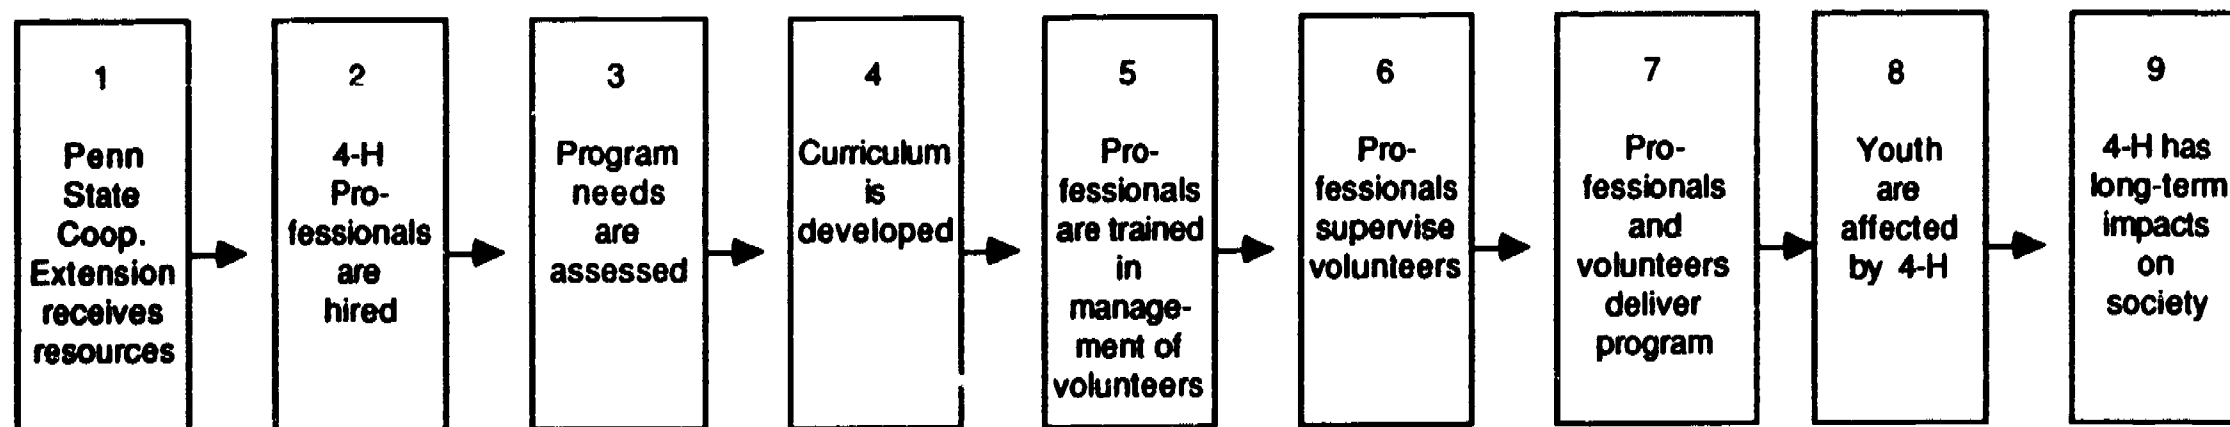 1
Penn
State
Coop.
Extension
receives
resources
2
4-H
Pro-
fessionals
are
hired
3
Program
needs
are
assessed
4
Curriculum
is
developed
5
Pro-
fessionals
are trained
in
manage-
ment of
volunteers
6
Pro-
fessionals
supervise
volunteers
7
Pro-
fessionals
and
volunteers
deliver
program
8
Youth
are
affected
by 4-H
9
4-H has
long-term
impacts
on
society